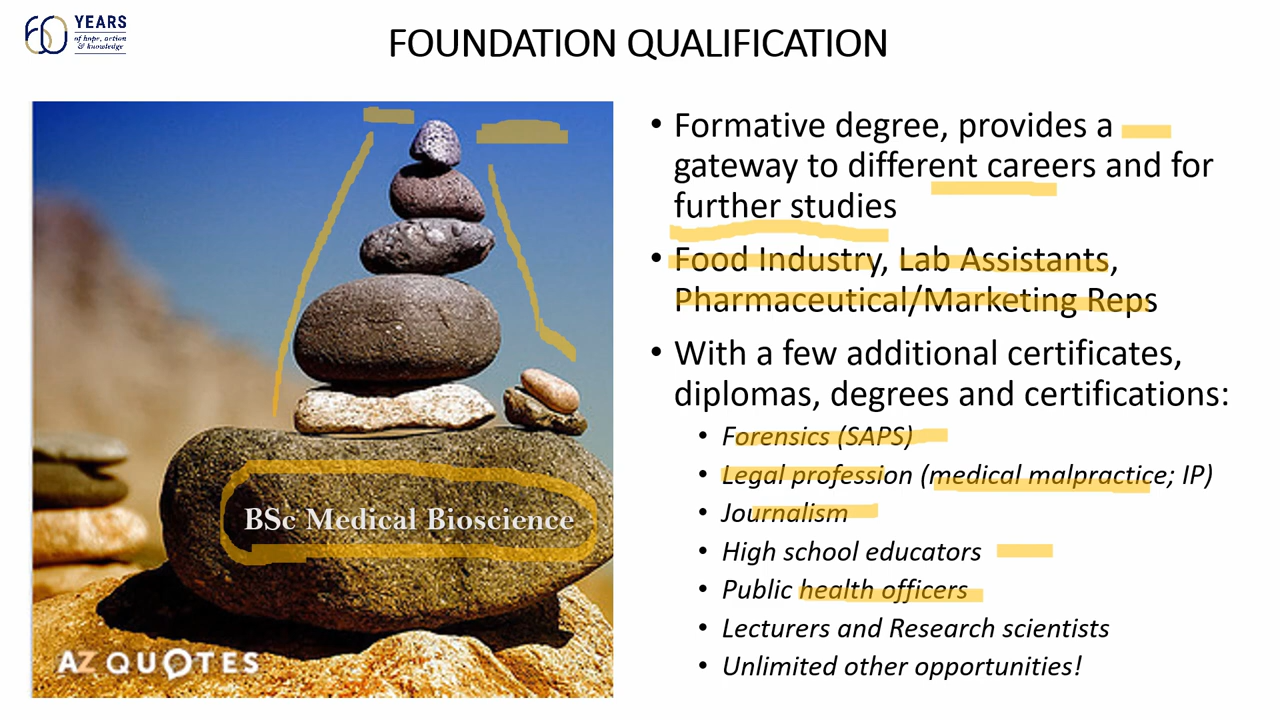 60 YEARS
of hope, action
& knowledge
FOUNDATION QUALIFICATION
BSc Medical Bioscience
AZ QUOTES
• Formative degree, provides a
gateway to different careers and for
further studies
• Food Industry, Lab Assistants,
Pharmaceutical/Marketing Reps
• With a few additional certificates,
diplomas, degrees and certifications:
• Forensics (SAPS)
• Legal profession (medical malpractice; IP)
• Journalism
• High school educators
• Public health officers
• Lecturers and Research scientists
• Unlimited other opportunities!